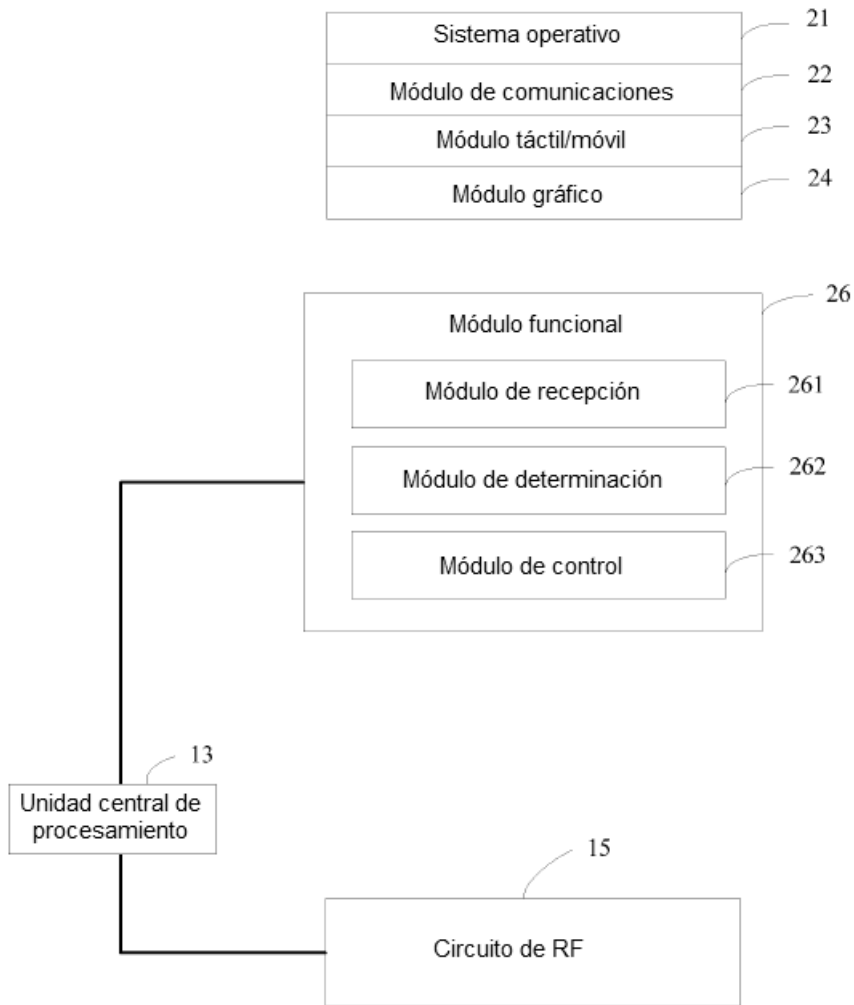 Sistema operativo
21
Módulo de comunicaciones
22
Módulo táctil/móvil
23
Módulo gráfico
24
26
Módulo funcional
Módulo de recepción
261
Módulo de determinación
262
Módulo de control
263
13
Unidad central de
procesamiento
15
Circuito de RF